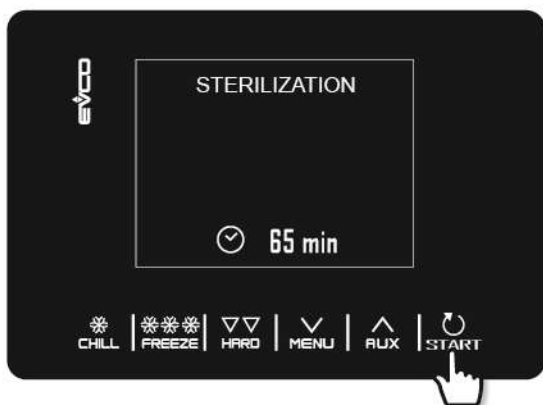 EVCO
STERILIZATION
65 min
CHILL
FREEZE
HARD
MENU
AUX
START